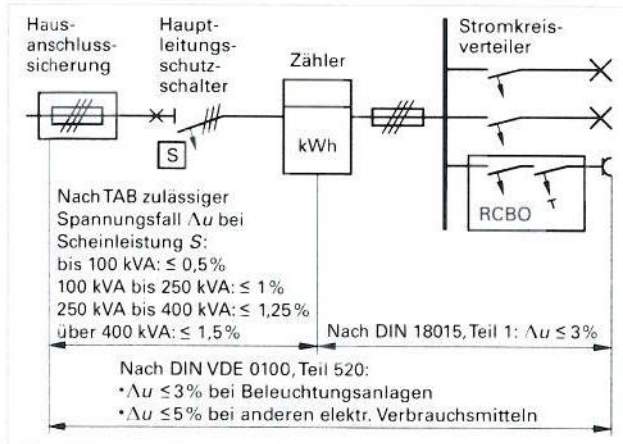 Haus-
anschluss-
sicherung
Haupt-
leitungs-
schutz-
schalter
Zähler
Stromkreis-
verteiler
S
kWh
RCBO
Nach TAB zulässiger
Spannungsfall Δu bei
Scheinleistung S:
bis 100 kVA: ≤ 0,5%
100 kVA bis 250 kVA: ≤ 1%
250 kVA bis 400 kVA: ≤ 1,25%
über 400 kVA: ≤ 1,5%
Nach DIN 18015, Teil 1: Δu ≤ 3%
Nach DIN VDE 0100, Teil 520:
•Δu ≤ 3% bei Beleuchtungsanlagen
•Δu ≤ 5% bei anderen elektr. Verbrauchsmitteln